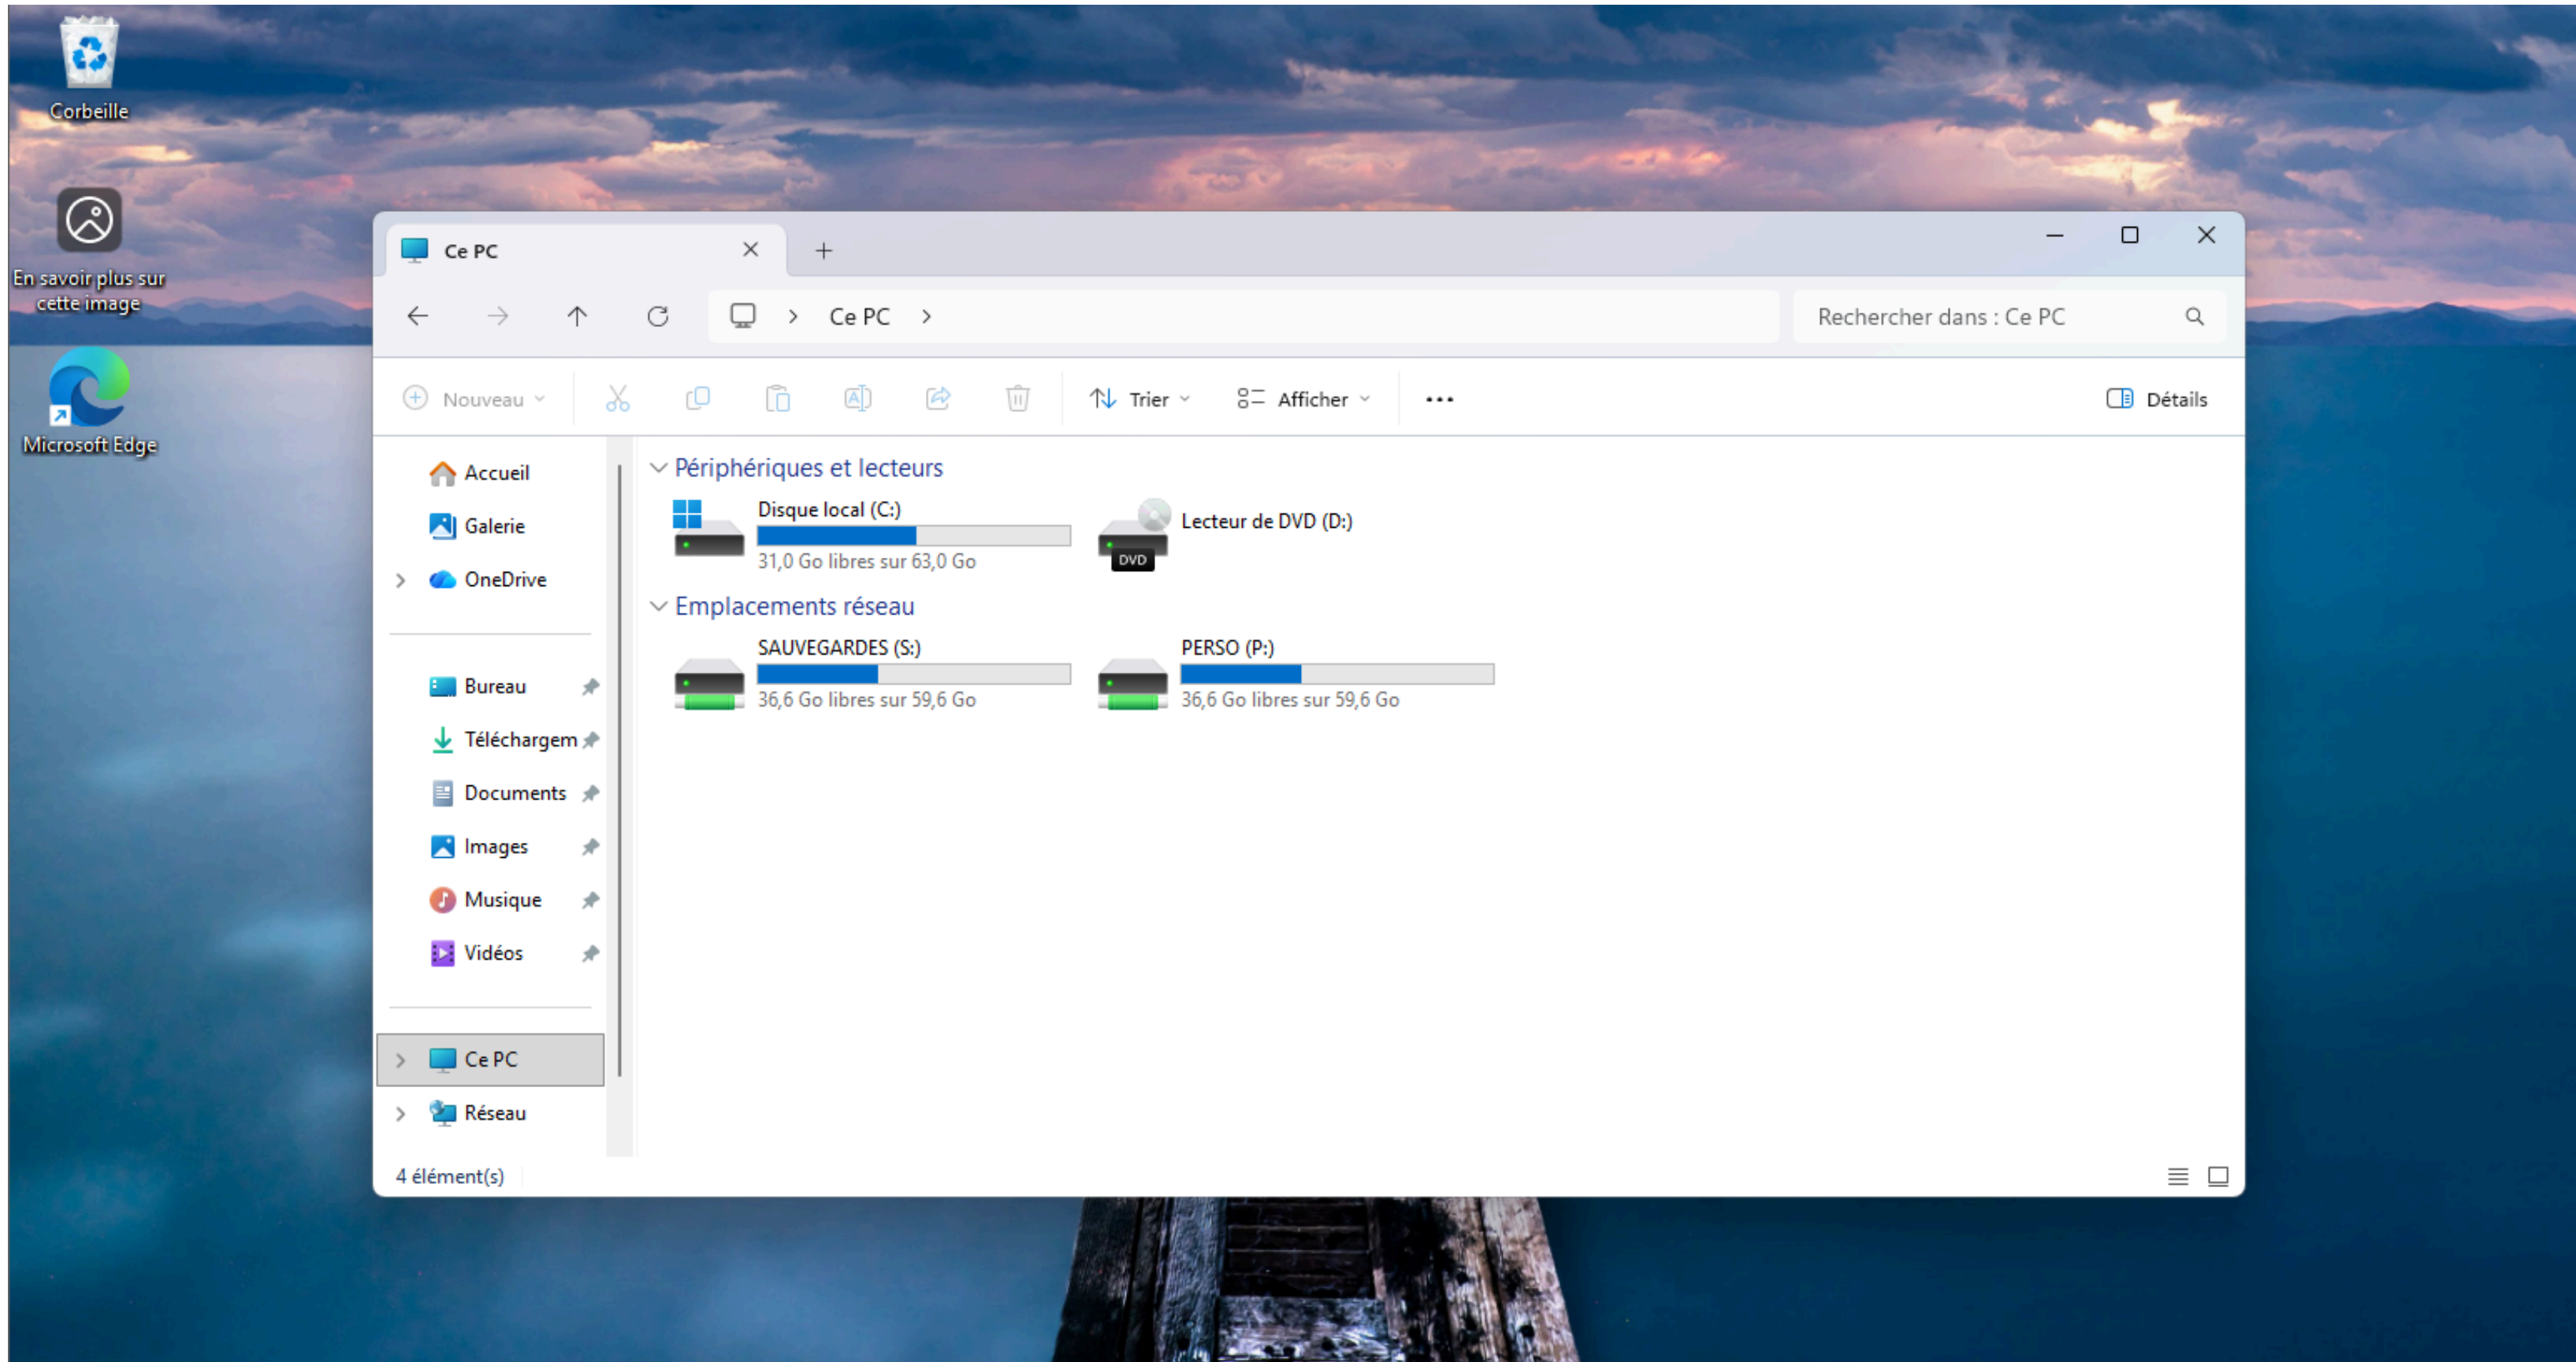 Corbeille
En savoir plus sur
cette image
Microsoft Edge
Ce PC
Ce PC
Rechercher dans : Ce PC
Nouveau
Trier
Afficher
Détails
Accueil
Galerie
OneDrive
Bureau
Téléchargem
Documents
Images
Musique
Vidéos
Ce PC
Réseau
Périphériques et lecteurs
Disque local (C:)
31,0 Go libres sur 63,0 Go
Lecteur de DVD (D:)
DVD
Emplacements réseau
SAUVEGARDES (S:)
36,6 Go libres sur 59,6 Go
PERSO (P:)
36,6 Go libres sur 59,6 Go
4 élément(s)